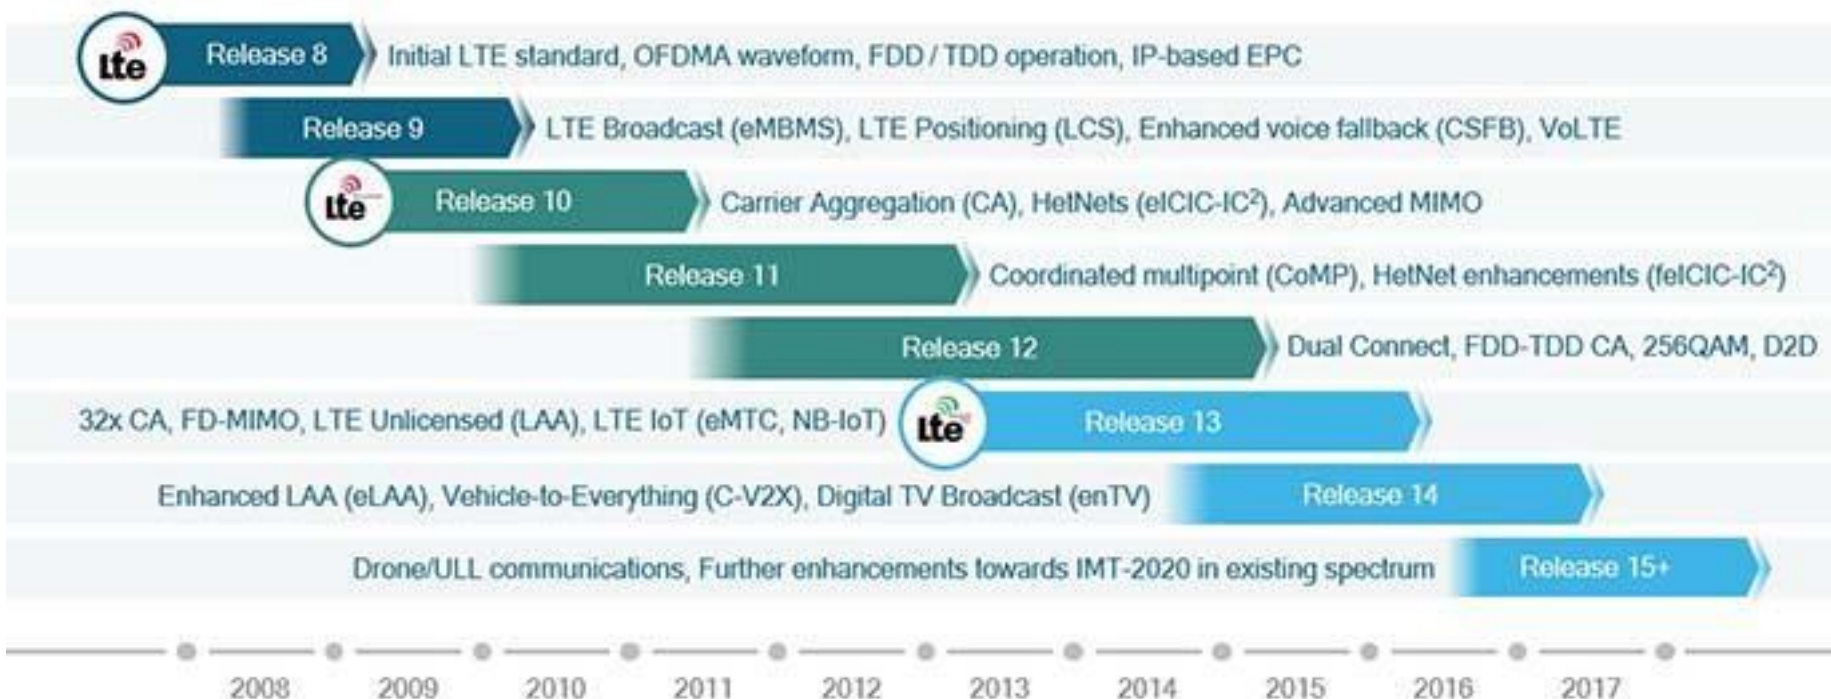 Lte Release 8 Initial LTE standard, OFDMA waveform, FDD / TDD operation, IP-based EPC
Release 9 LTE Broadcast (eMBMS), LTE Positioning (LCS), Enhanced voice fallback (CSFB), VoLTE
Lte Release 10 Carrier Aggregation (CA), HetNets (eICIC-IC²), Advanced MIMO
Release 11 Coordinated multipoint (CoMP), HetNet enhancements (feICIC-IC²)
Release 12 Dual Connect, FDD-TDD CA, 256QAM, D2D
32x CA, FD-MIMO, LTE Unlicensed (LAA), LTE IoT (eMTC, NB-IoT) Lte Release 13
Enhanced LAA (eLAA), Vehicle-to-Everything (C-V2X), Digital TV Broadcast (enTV) Release 14
Drone/ULL communications, Further enhancements towards IMT-2020 in existing spectrum Release 15+
2008 2009 2010 2011 2012 2013 2014 2015 2016 2017